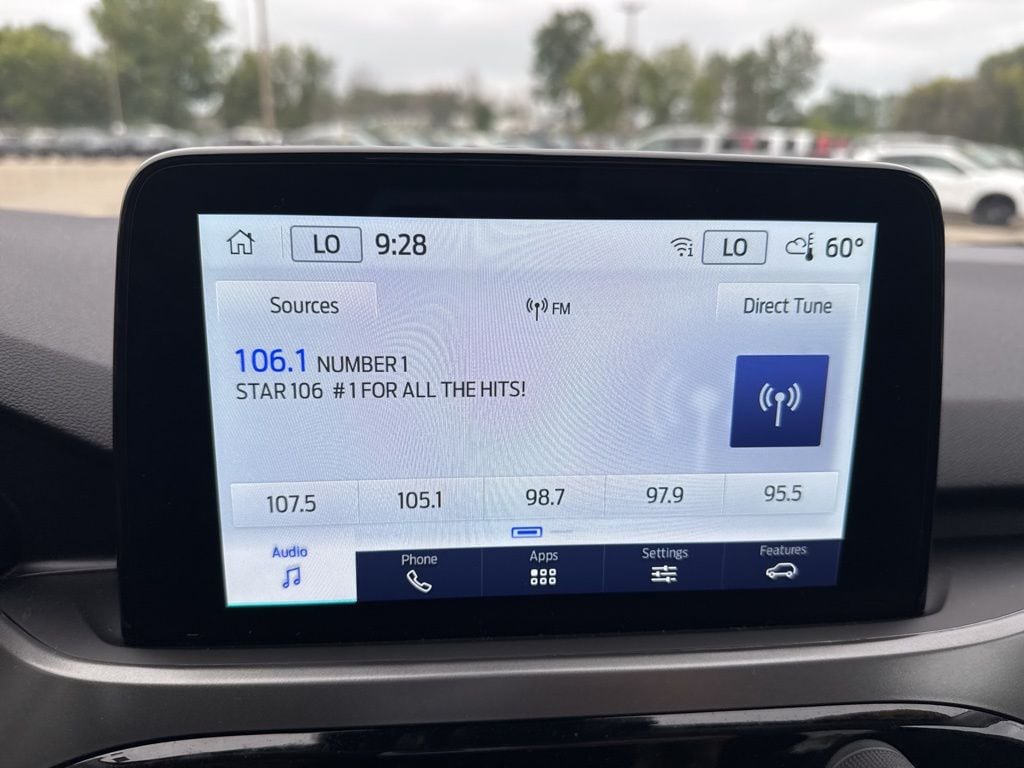 LO 9:28 LO 60°
Sources FM Direct Tune
106.1 NUMBER 1
STAR 106 #1 FOR ALL THE HITS!
107.5 105.1 98.7 97.9 95.5
Audio Phone Apps Settings Features